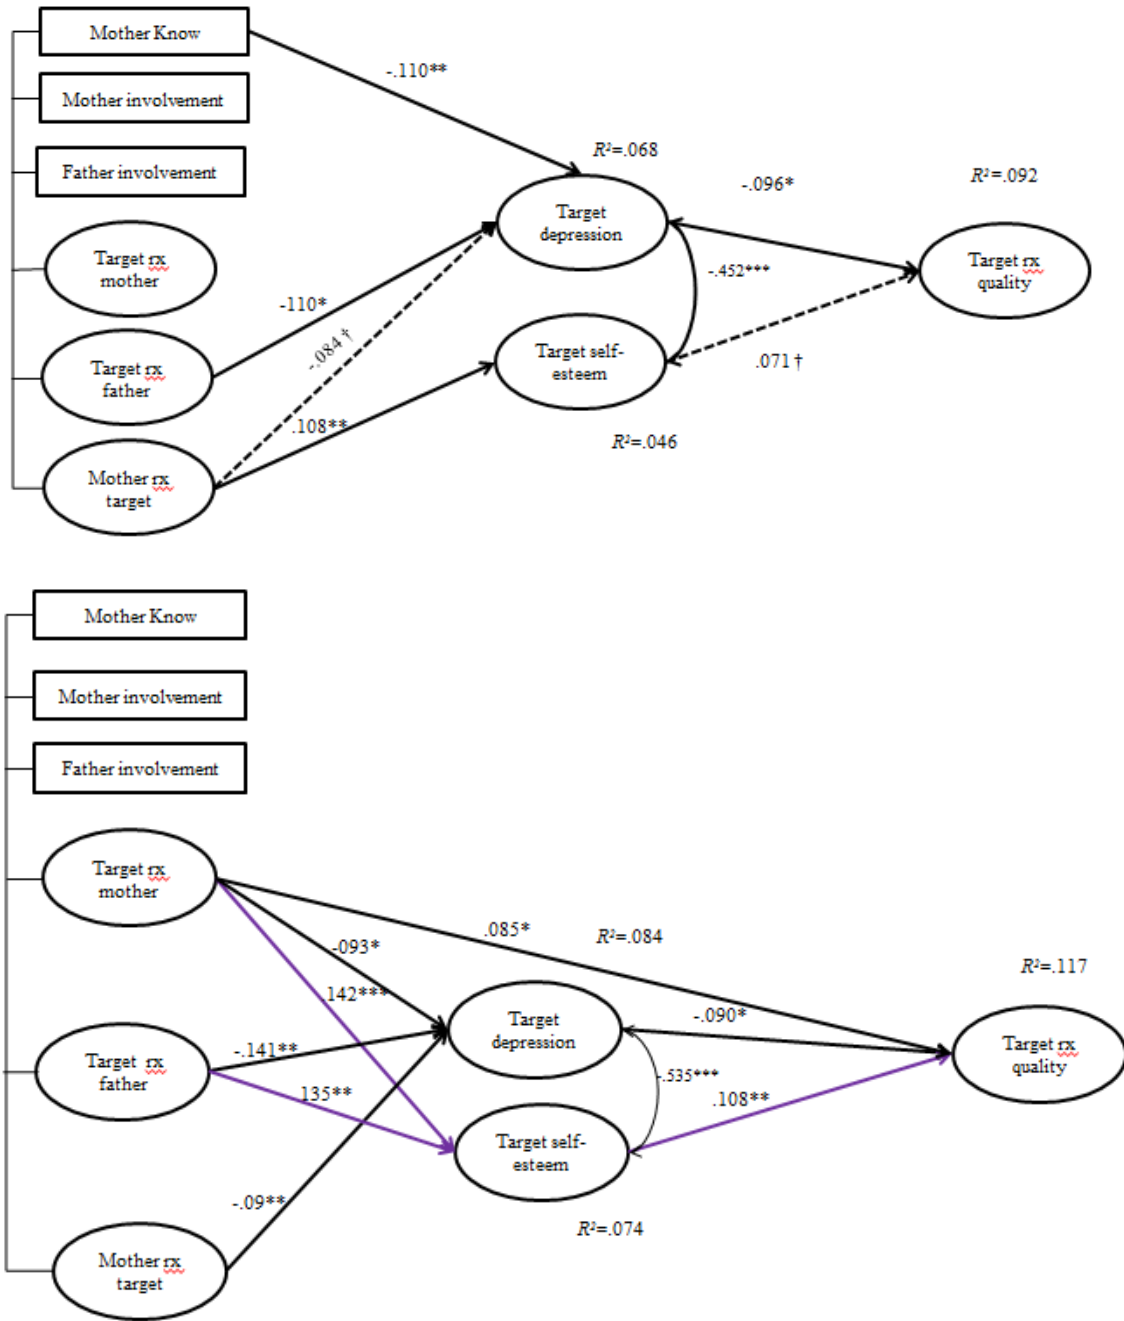 Mother Know
-.110**
Mother involvement
R²=.068
Father involvement
-.096*
R²=.092
Target
depression
Target rx
mother
Target rx
quality
-.452***
-110*
-.084 †
Target rx
father
Target self-
esteem
.071 †
.108**
R²=.046
Mother rx
target
Mother Know
Mother involvement
Father involvement
Target rx
mother
.085*
R²=.084
-093*
R²=.117
142***
Target
depression
-.090*
Target rx
quality
-.141**
Target rx
father
-.535***
135**
.108**
Target self-
esteem
-.09**
R²=.074
Mother rx
target